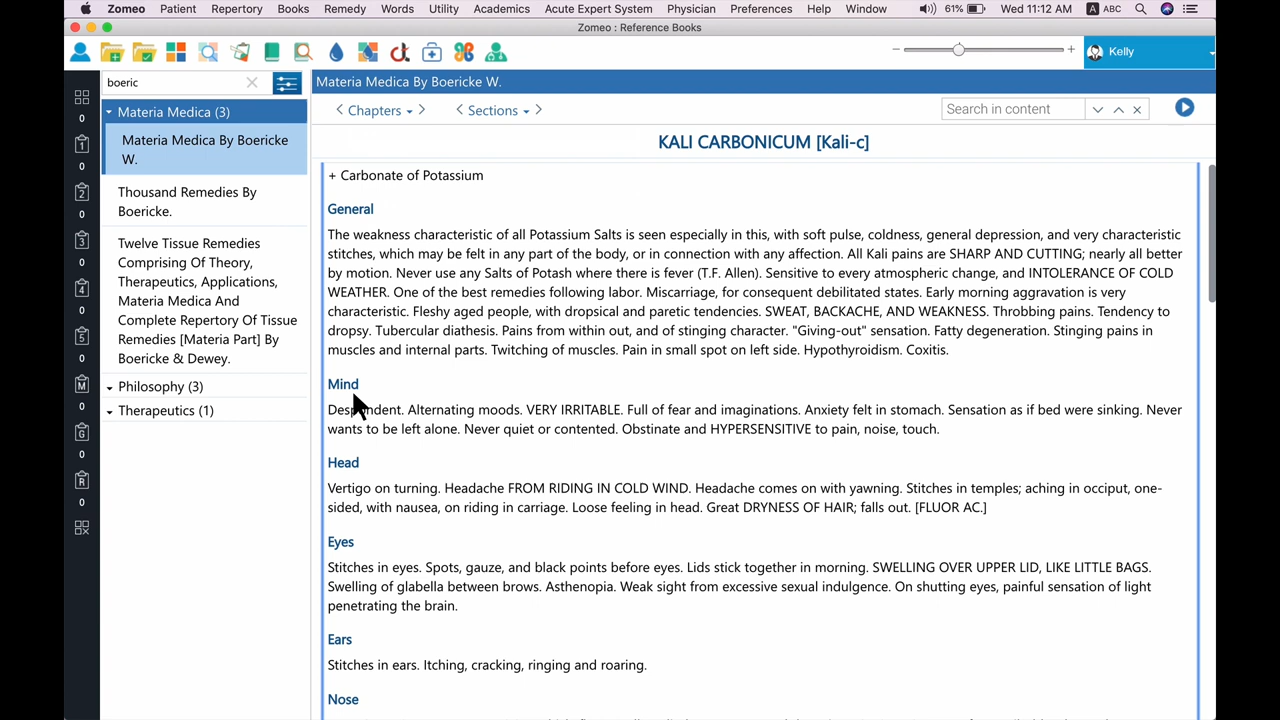 Zomeo Patient Repertory Books Remedy Words Utility Academics Acute Expert System Physician Preferences Help Window 61% Wed 11:12 AM A ABC
Zomeo : Reference Books
Kelly
boeric
Materia Medica By Boericke W.
Materia Medica (3)
Chapters Sections Search in content
Materia Medica By Boericke
W.
KALI CARBONICUM [Kali-c]
Thousand Remedies By
Boericke.
Twelve Tissue Remedies
Comprising Of Theory,
Therapeutics, Applications,
Materia Medica And
Complete Repertory Of Tissue
Remedies [Materia Part] By
Boericke & Dewey.
Philosophy (3)
Therapeutics (1)
0
1
0
2
0
3
0
4
0
5
0
M
0
G
0
R
0
+ Carbonate of Potassium
General
The weakness characteristic of all Potassium Salts is seen especially in this, with soft pulse, coldness, general depression, and very characteristic
stitches, which may be felt in any part of the body, or in connection with any affection. All Kali pains are SHARP AND CUTTING; nearly all better
by motion. Never use any Salts of Potash where there is fever (T.F. Allen). Sensitive to every atmospheric change, and INTOLERANCE OF COLD
WEATHER. One of the best remedies following labor. Miscarriage, for consequent debilitated states. Early morning aggravation is very
characteristic. Fleshy aged people, with dropsical and paretic tendencies. SWEAT, BACKACHE, AND WEAKNESS. Throbbing pains. Tendency to
dropsy. Tubercular diathesis. Pains from within out, and of stinging character. "Giving-out" sensation. Fatty degeneration. Stinging pains in
muscles and internal parts. Twitching of muscles. Pain in small spot on left side. Hypothyroidism. Coxitis.
Mind
Despondent. Alternating moods. VERY IRRITABLE. Full of fear and imaginations. Anxiety felt in stomach. Sensation as if bed were sinking. Never
wants to be left alone. Never quiet or contented. Obstinate and HYPERSENSITIVE to pain, noise, touch.
Head
Vertigo on turning. Headache FROM RIDING IN COLD WIND. Headache comes on with yawning. Stitches in temples; aching in occiput, one-
sided, with nausea, on riding in carriage. Loose feeling in head. Great DRYNESS OF HAIR; falls out. [FLUOR AC.]
Eyes
Stitches in eyes. Spots, gauze, and black points before eyes. Lids stick together in morning. SWELLING OVER UPPER LID, LIKE LITTLE BAGS.
Swelling of glabella between brows. Asthenopia. Weak sight from excessive sexual indulgence. On shutting eyes, painful sensation of light
penetrating the brain.
Ears
Stitches in ears. Itching, cracking, ringing and roaring.
Nose